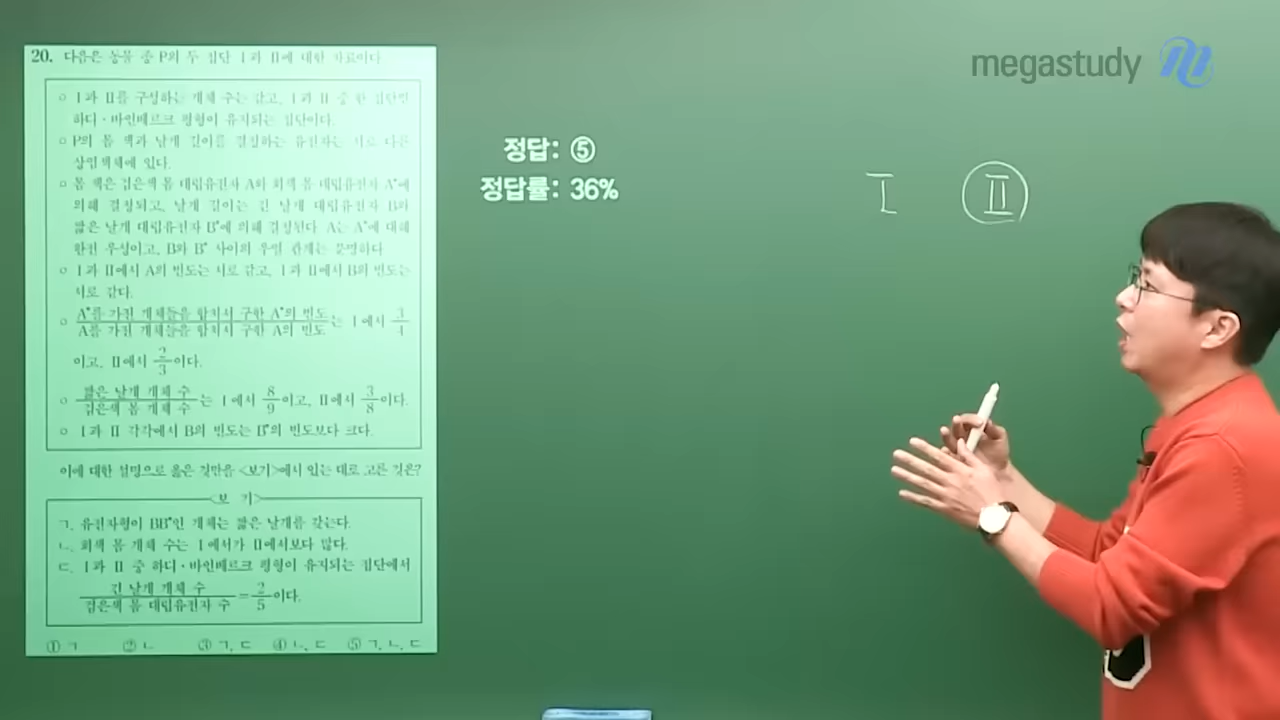 megastudy
정답: ⑤
정답률: 36%
I
II
20. 다음은 동물 종 P의 두 집단 I과 II에 대한 자료이다.
○ I과 II를 구성하는 개체 수는 같고, I과 II 중 한 집단만
하디·바인베르크 평형이 유지되는 집단이다.
○ P의 몸 색과 날개 길이를 결정하는 유전자는 서로 다른
상염색체에 있다.
○ 몸 색은 검은색 몸 대립유전자 A와 회색 몸 대립유전자 A*에
의해 결정되고, 날개 길이는 긴 날개 대립유전자 B와
짧은 날개 대립유전자 B*에 의해 결정된다. A는 A*에 대해
완전 우성이고, B와 B* 사이의 우열 관계는 분명하다.
○ I과 II에서 A의 빈도는 서로 같고, I과 II에서 B의 빈도는
서로 같다.
○ A*를 가진 개체들을 합쳐서 구한 A*의 빈도 / A를 가진 개체들을 합쳐서 구한 A의 빈도 는 I에서 3/4
이고, II에서 2/3이다.
○ 짧은 날개 개체 수 / 검은색 몸 개체 수 는 I에서 8/9이고, II에서 3/8이다.
○ I과 II 각각에서 B의 빈도는 B*의 빈도보다 크다.
이에 대한 설명으로 옳은 것만을 <보기>에서 있는 대로 고른 것은?
<보 기>
ㄱ. 유전자형이 BB*인 개체는 짧은 날개를 갖는다.
ㄴ. 회색 몸 개체 수는 I에서가 II에서보다 많다.
ㄷ. I과 II 중 하디·바인베르크 평형이 유지되는 집단에서
긴 날개 개체 수 / 검은색 몸 대립유전자 수 = 2/5이다.
① ㄱ ② ㄴ ③ ㄱ, ㄷ ④ ㄴ, ㄷ ⑤ ㄱ, ㄴ, ㄷ